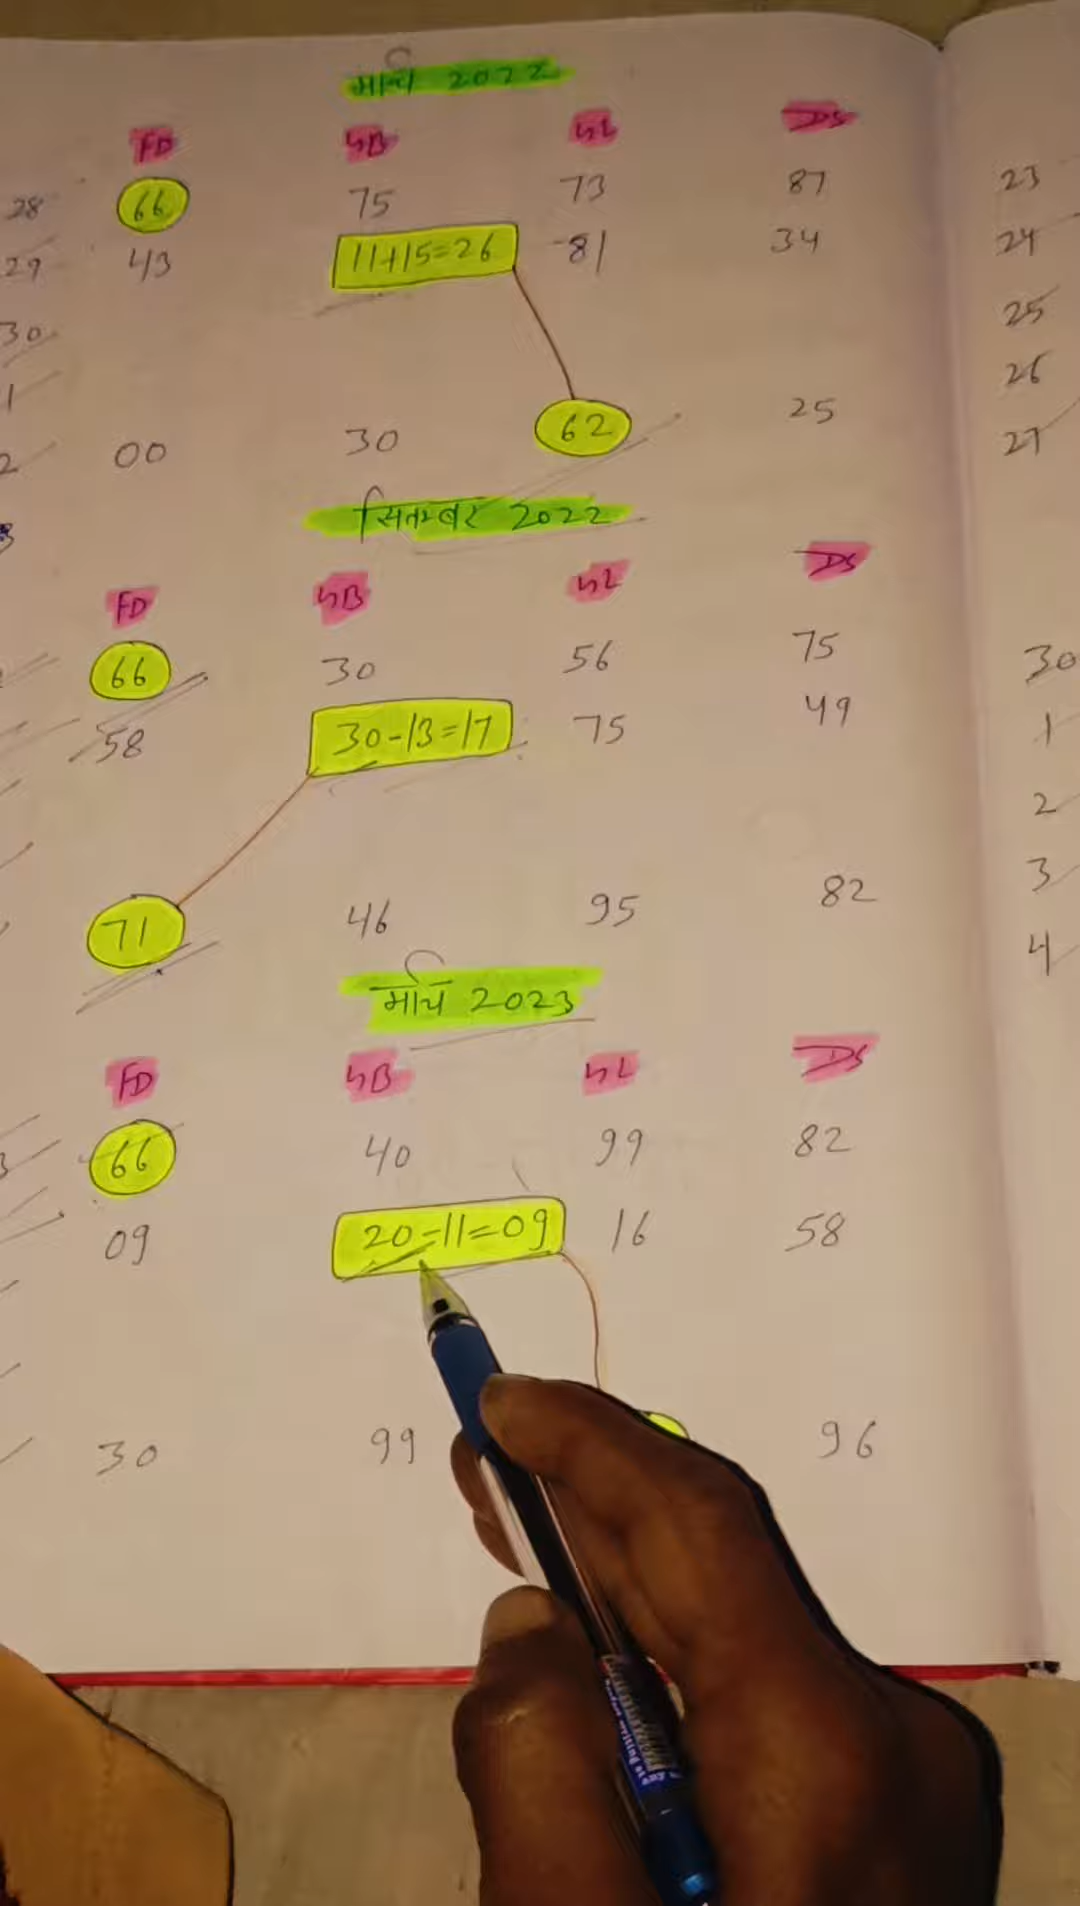 मार्च 2022
FD GB GL DS
28 66 75 73 87 23
29 43 11+15=26 81 34 24
30 25
1 26
2 00 30 62 25 27
सितम्बर 2022
FD GB GL DS
66 30 56 75 30
58 30-13=17 75 49 1
2
3
71 46 95 82 4
मार्च 2023
FD GB GL DS
66 40 99 82
09 20-11=09 16 58
30 99 96